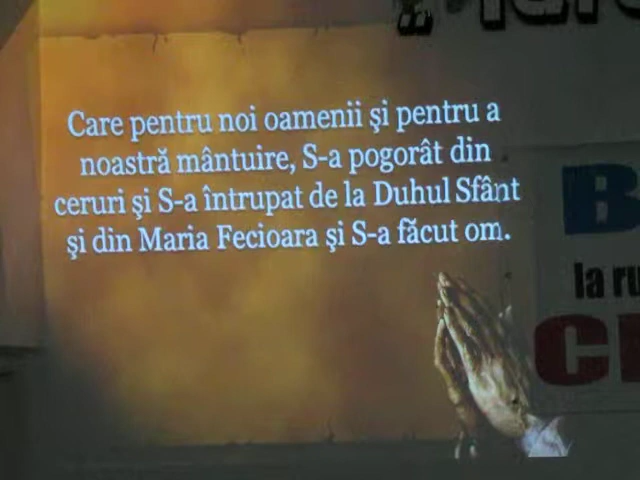 Care pentru noi oamenii şi pentru a
noastră mântuire, S-a pogorât din
ceruri şi S-a întrupat de la Duhul Sfânt
şi din Maria Fecioara şi S-a făcut om.
la